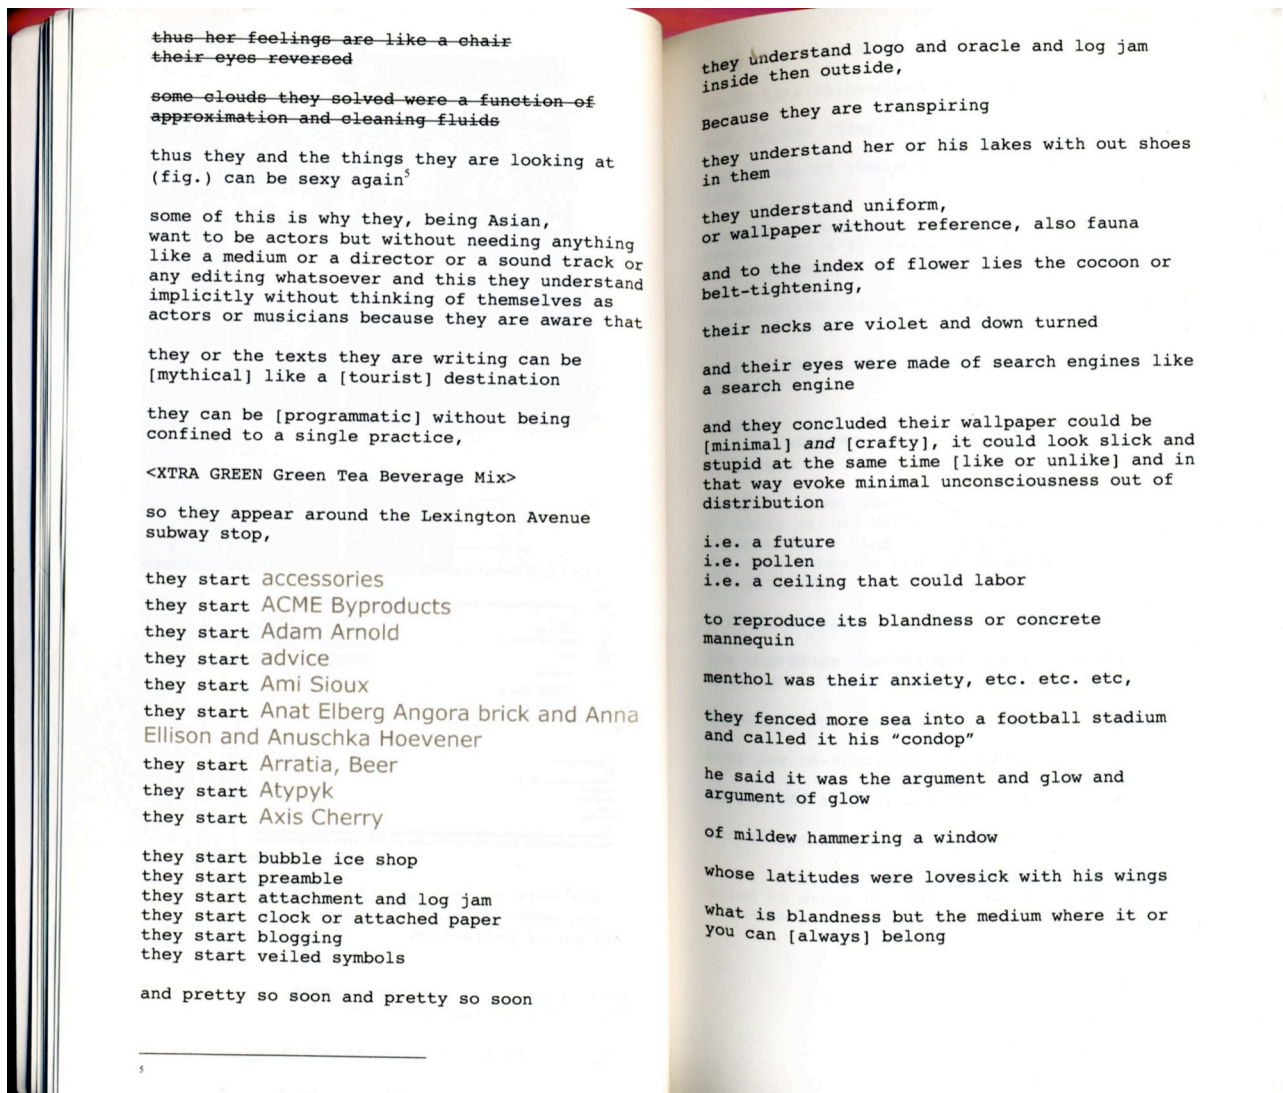 thus her feelings are like a chair
their eyes reversed
some clouds they solved were a function of
approximation and cleaning fluids
thus they and the things they are looking at
(fig.) can be sexy again⁵
some of this is why they, being Asian,
want to be actors but without needing anything
like a medium or a director or a sound track or
any editing whatsoever and this they understand
implicitly without thinking of themselves as
actors or musicians because they are aware that
they or the texts they are writing can be
[mythical] like a [tourist] destination
they can be [programmatic] without being
confined to a single practice,
<XTRA GREEN Green Tea Beverage Mix>
so they appear around the Lexington Avenue
subway stop,
they start accessories
they start ACME Byproducts
they start Adam Arnold
they start advice
they start Ami Sioux
they start Anat Elberg Angora brick and Anna
Ellison and Anuschka Hoevener
they start Arratia, Beer
they start Atypyk
they start Axis Cherry
they start bubble ice shop
they start preamble
they start attachment and log jam
they start clock or attached paper
they start blogging
they start veiled symbols
and pretty so soon and pretty so soon
5
they understand logo and oracle and log jam
inside then outside,
Because they are transpiring
they understand her or his lakes with out shoes
in them
they understand uniform,
or wallpaper without reference, also fauna
and to the index of flower lies the cocoon or
belt-tightening,
their necks are violet and down turned
and their eyes were made of search engines like
a search engine
and they concluded their wallpaper could be
[minimal] and [crafty], it could look slick and
stupid at the same time [like or unlike] and in
that way evoke minimal unconsciousness out of
distribution
i.e. a future
i.e. pollen
i.e. a ceiling that could labor
to reproduce its blandness or concrete
mannequin
menthol was their anxiety, etc. etc. etc,
they fenced more sea into a football stadium
and called it his “condop”
he said it was the argument and glow and
argument of glow
of mildew hammering a window
whose latitudes were lovesick with his wings
what is blandness but the medium where it or
you can [always] belong